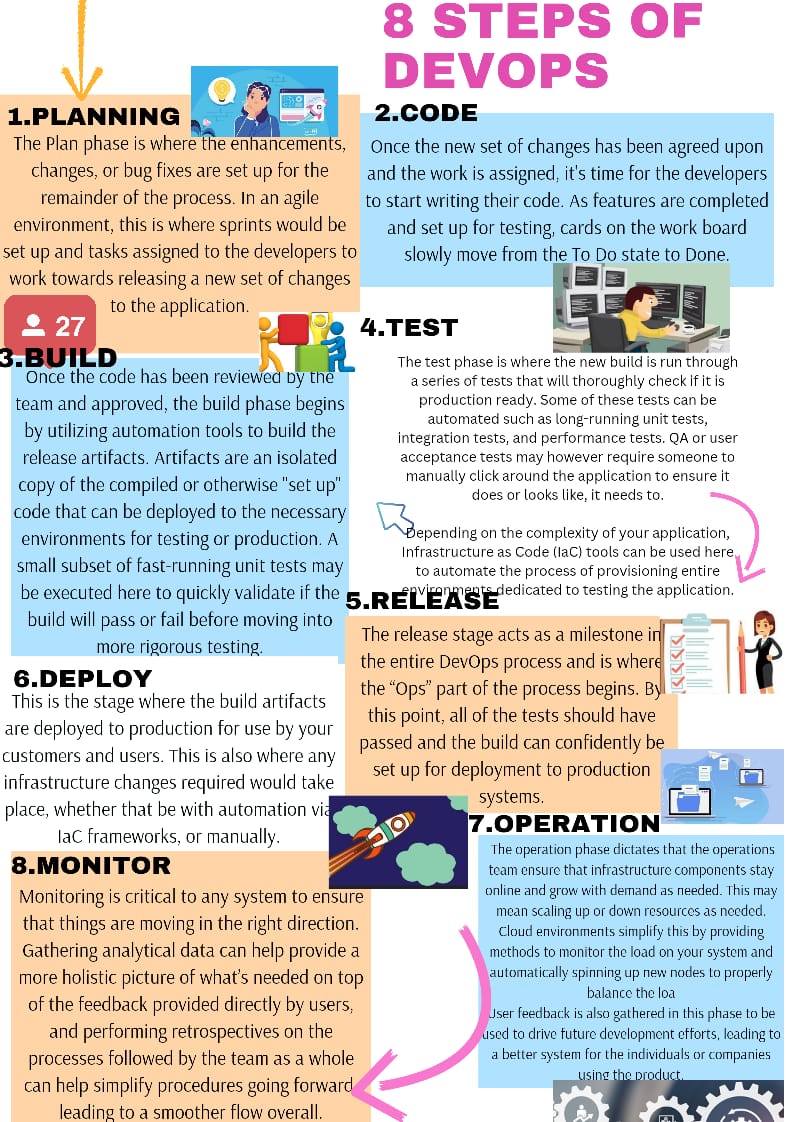 8 STEPS OF
DEVOPS
1.PLANNING
The Plan phase is where the enhancements,
changes, or bug fixes are set up for the
remainder of the process. In an agile
environment, this is where sprints would be
set up and tasks assigned to the developers to
work towards releasing a new set of changes
to the application.
27
2.CODE
Once the new set of changes has been agreed upon
and the work is assigned, it's time for the developers
to start writing their code. As features are completed
and set up for testing, cards on the work board
slowly move from the To Do state to Done.
3.BUILD
Once the code has been reviewed by the
team and approved, the build phase begins
by utilizing automation tools to build the
release artifacts. Artifacts are an isolated
copy of the compiled or otherwise "set up"
code that can be deployed to the necessary
environments for testing or production. A
small subset of fast-running unit tests may
be executed here to quickly validate if the
build will pass or fail before moving into
more rigorous testing.
4.TEST
The test phase is where the new build is run through
a series of tests that will thoroughly check if it is
production ready. Some of these tests can be
automated such as long-running unit tests,
integration tests, and performance tests. QA or user
acceptance tests may however require someone to
manually click around the application to ensure it
does or looks like, it needs to.
Depending on the complexity of your application,
Infrastructure as Code (IaC) tools can be used here
to automate the process of provisioning entire
environments dedicated to testing the application.
5.RELEASE
The release stage acts as a milestone in
the entire DevOps process and is where
the “Ops” part of the process begins. By
this point, all of the tests should have
passed and the build can confidently be
set up for deployment to production
systems.
6.DEPLOY
This is the stage where the build artifacts
are deployed to production for use by your
customers and users. This is also where any
infrastructure changes required would take
place, whether that be with automation via
IaC frameworks, or manually.
7.OPERATION
The operation phase dictates that the operations
team ensure that infrastructure components stay
online and grow with demand as needed. This may
mean scaling up or down resources as needed.
Cloud environments simplify this by providing
methods to monitor the load on your system and
automatically spinning up new nodes to properly
balance the loa
User feedback is also gathered in this phase to be
used to drive future development efforts, leading to
a better system for the individuals or companies
using the product.
8.MONITOR
Monitoring is critical to any system to ensure
that things are moving in the right direction.
Gathering analytical data can help provide a
more holistic picture of what’s needed on top
of the feedback provided directly by users,
and performing retrospectives on the
processes followed by the team as a whole
can help simplify procedures going forward
leading to a smoother flow overall.